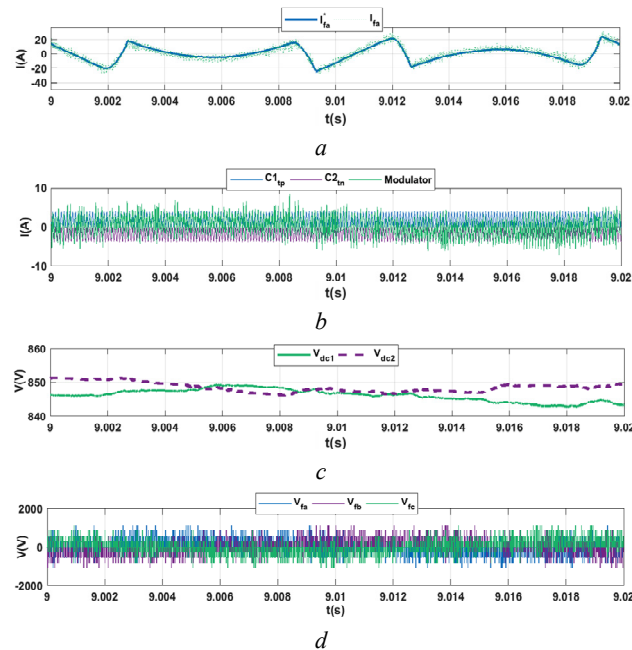 I*fa Ifa
I(A)
20
0
-20
-40
9 9.002 9.004 9.006 9.008 9.01 9.012 9.014 9.016 9.018 9.02
t(s)
a
C1tp C2tn Modulator
I(A)
10
0
-10
9 9.002 9.004 9.006 9.008 9.01 9.012 9.014 9.016 9.018 9.02
t(s)
b
Vdc1 Vdc2
V(V)
860
850
840
9 9.002 9.004 9.006 9.008 9.01 9.012 9.014 9.016 9.018 9.02
t(s)
c
Vfa Vfb Vfc
V(V)
2000
0
-2000
9 9.002 9.004 9.006 9.008 9.01 9.012 9.014 9.016 9.018 9.02
t(s)
d